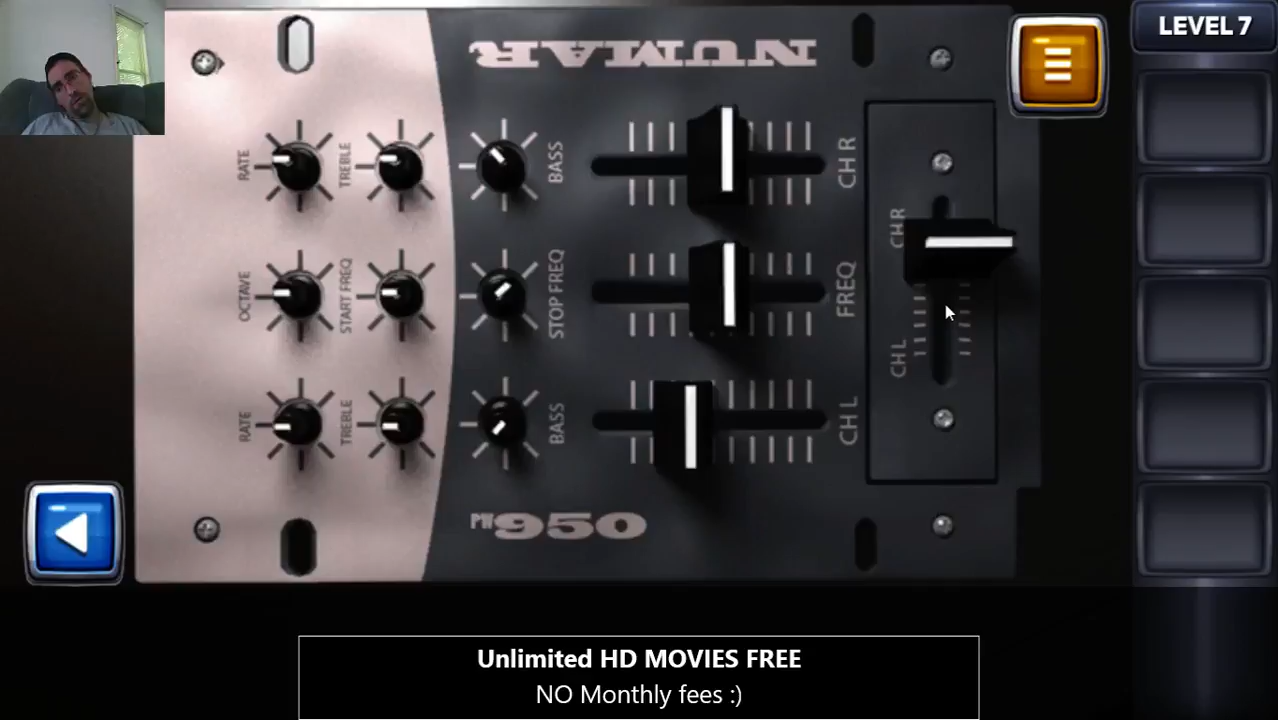 LEVEL 7
NUMAR
RATE
TREBLE
BASS
CH R
CH R
OCTAVE
START FREQ
STOP FREQ
FREQ
CH L
RATE
TREBLE
BASS
CH L
PW950
Unlimited HD MOVIES FREE
NO Monthly fees :)